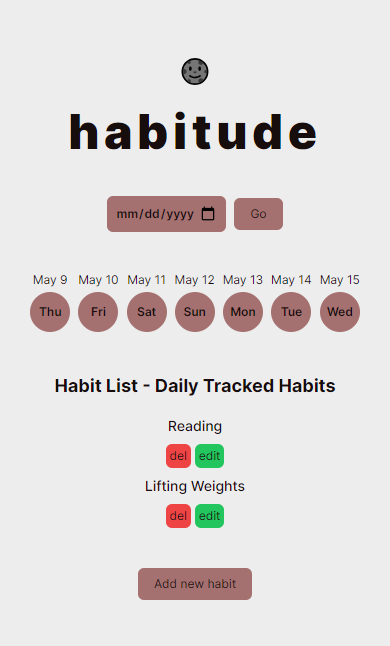 habitude
mm/dd/yyyy Go
May 9 May 10 May 11 May 12 May 13 May 14 May 15
Thu Fri Sat Sun Mon Tue Wed
Habit List - Daily Tracked Habits
Reading
del edit
Lifting Weights
del edit
Add new habit